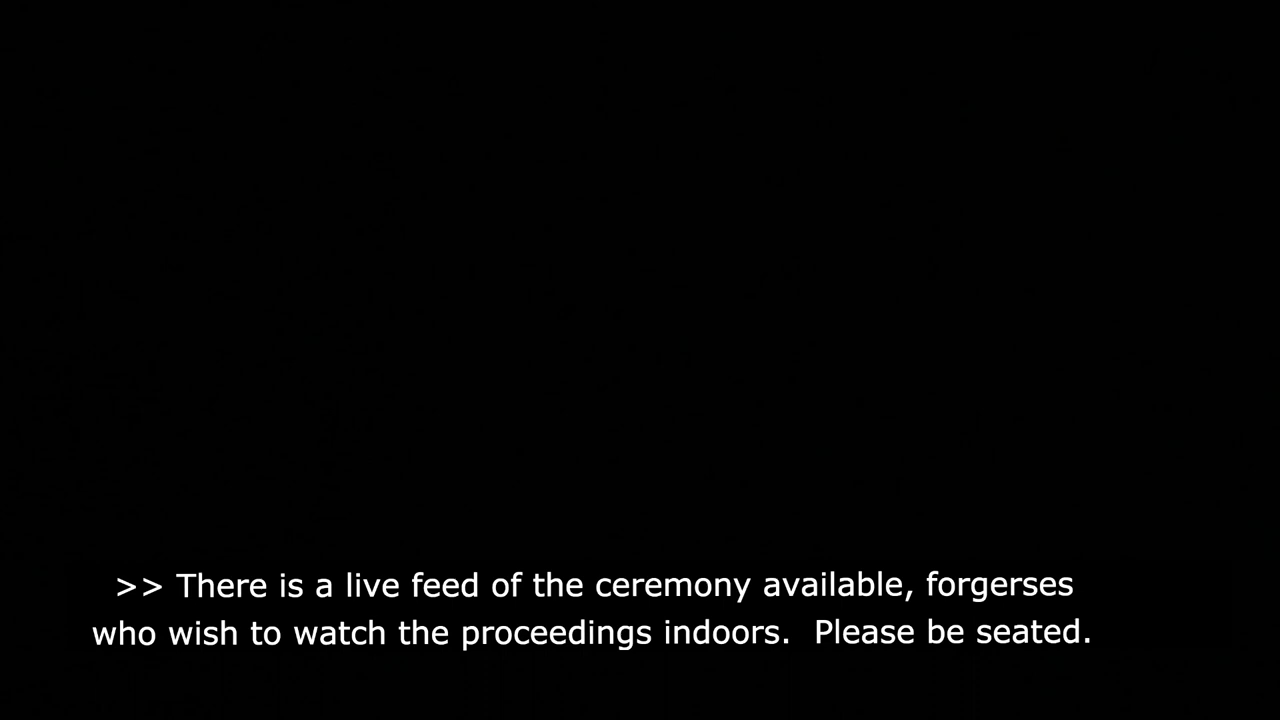 >> There is a live feed of the ceremony available, forgerses
who wish to watch the proceedings indoors.  Please be seated.